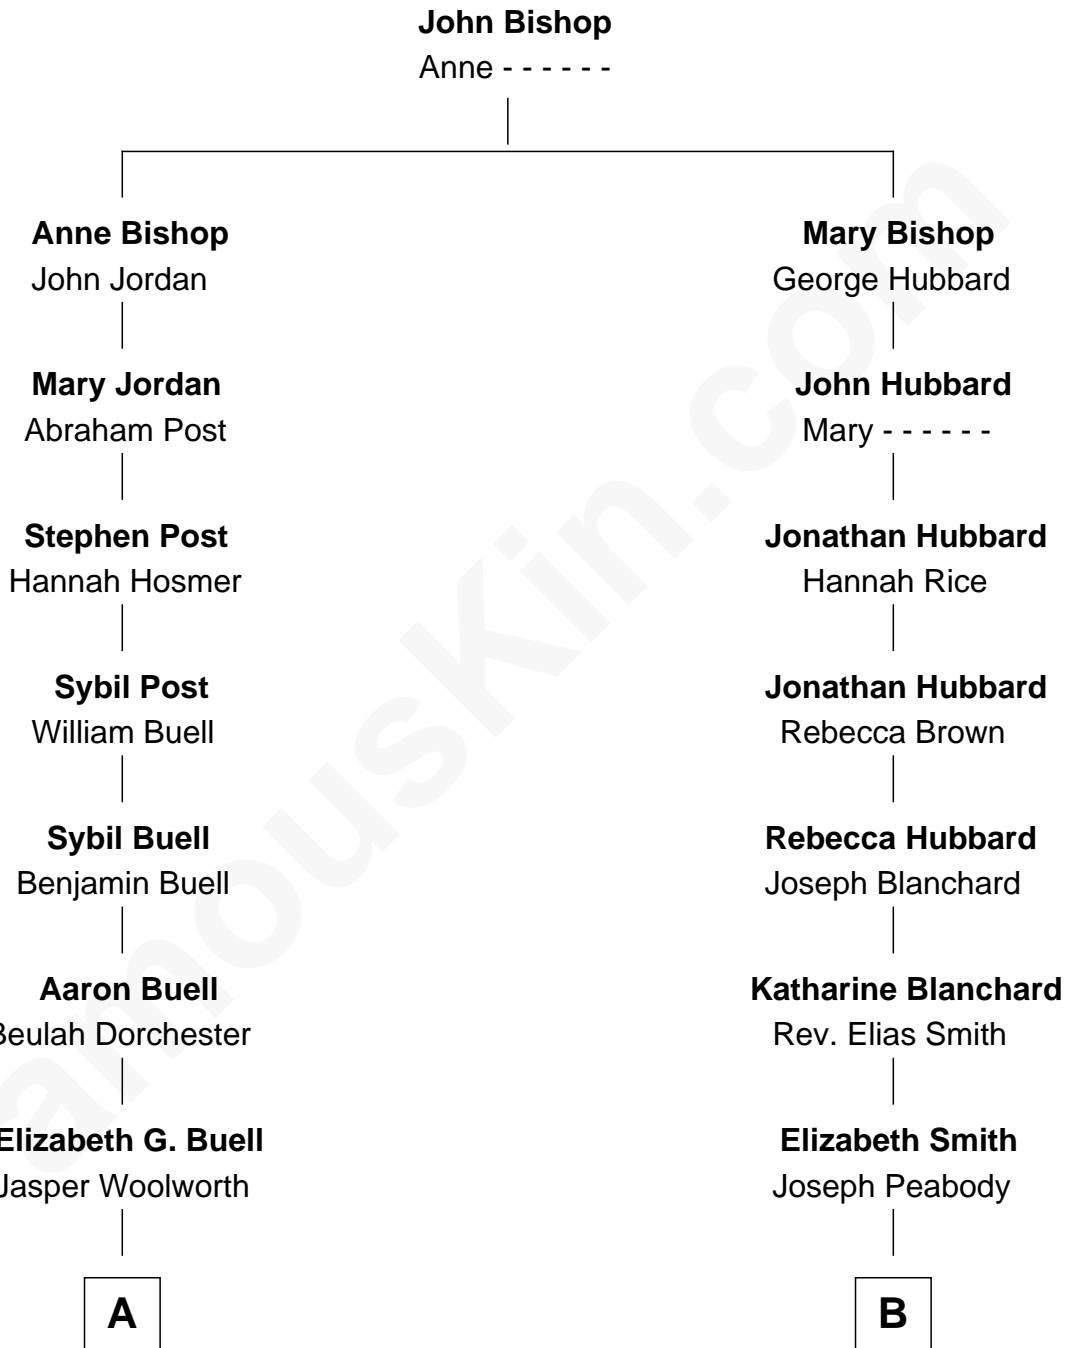 John Bishop
Anne - - - - - -
Anne Bishop
John Jordan
Mary Bishop
George Hubbard
Mary Jordan
Abraham Post
John Hubbard
Mary - - - - - -
Stephen Post
Hannah Hosmer
Jonathan Hubbard
Hannah Rice
Sybil Post
William Buell
Jonathan Hubbard
Rebecca Brown
Sybil Buell
Benjamin Buell
Rebecca Hubbard
Joseph Blanchard
Aaron Buell
Beulah Dorchester
Katharine Blanchard
Rev. Elias Smith
Elizabeth G. Buell
Jasper Woolworth
Elizabeth Smith
Joseph Peabody
A
B
amouskin.com